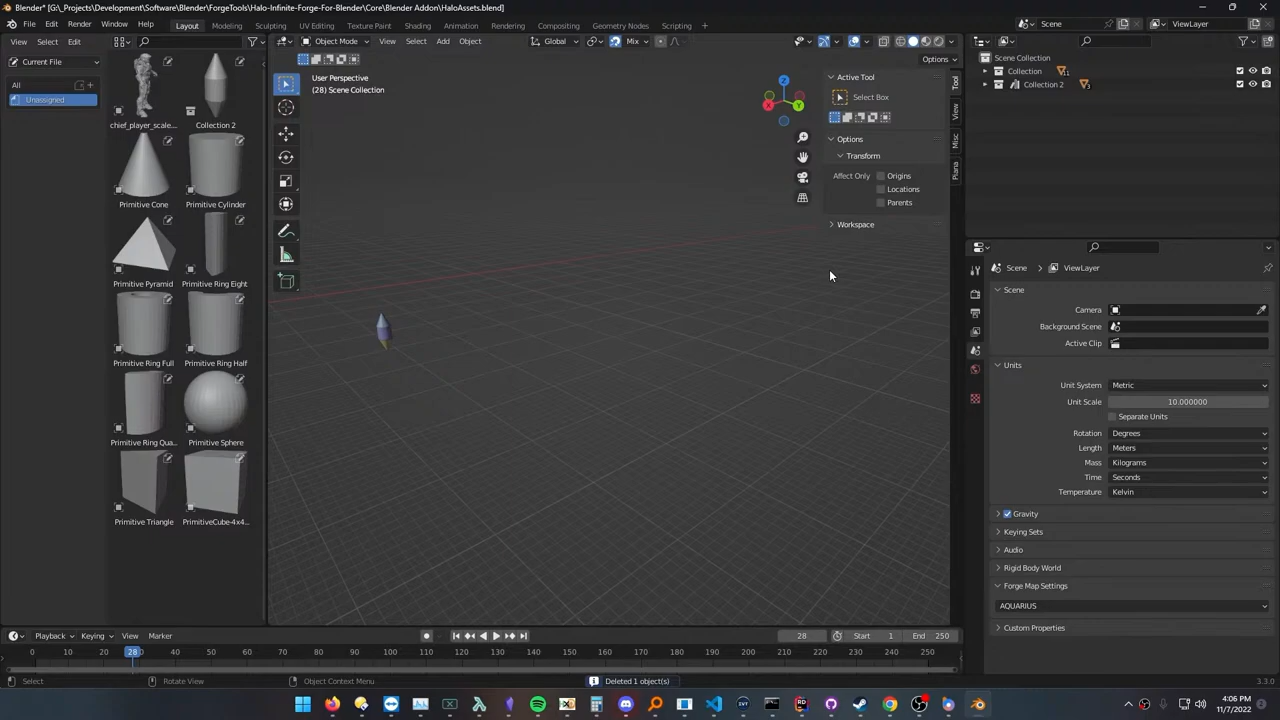 Blender* [G:\_Projects\Development\Software\Blender\ForgeTools\Halo-Infinite-Forge-For-Blender\Core\Blender Addon\HaloAssets.blend]
File Edit Render Window Help Layout Modeling Sculpting UV Editing Texture Paint Shading Animation Rendering Compositing Geometry Nodes Scripting Scene ViewLayer
View Select Edit Object Mode View Select Add Object Global Mix
Current File
Options
All
Unassigned
User Perspective
(28) Scene Collection
Active Tool
Select Box
Options
Transform
Affect Only Origins
Locations
Parents
Workspace
Tool
View
Misc
Scene Collection
Collection 11
Collection 2 3
chief_player_scale... Collection 2
Primitive Cone Primitive Cylinder
Primitive Pyramid Primitive Ring Eight
Primitive Ring Full Primitive Ring Half
Primitive Ring Qua... Primitive Sphere
Primitive Triangle PrimitiveCube-4x4...
X Y Z
Scene ViewLayer
Scene
Camera
Background Scene
Active Clip
Units
Unit System Metric
Unit Scale 10.000000
Separate Units
Rotation Degrees
Length Meters
Mass Kilograms
Time Seconds
Temperature Kelvin
Gravity
Keying Sets
Audio
Rigid Body World
Forge Map Settings
AQUARIUS
Custom Properties
Playback Keying View Marker 28 Start 1 End 250
0 10 20 28 40 50 60 70 80 90 100 110 120 130 140 150 160 170 180 190 200 210 220 230 240 250
Select Rotate View Object Context Menu Deleted 1 object(s) 3.3.0
4:06 PM
11/7/2022